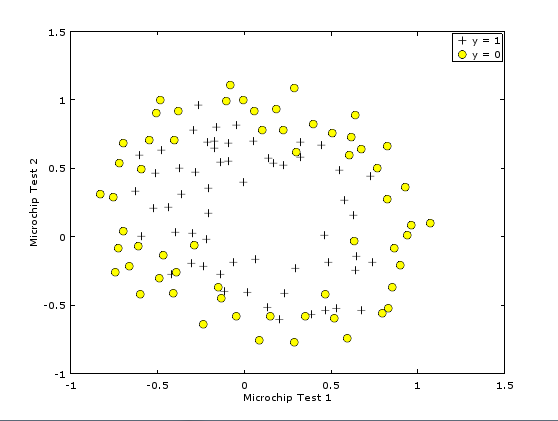 1.5
y = 1
y = 0
1
0.5
0
-0.5
-1
Microchip Test 2
-1 -0.5 0 0.5 1 1.5
Microchip Test 1